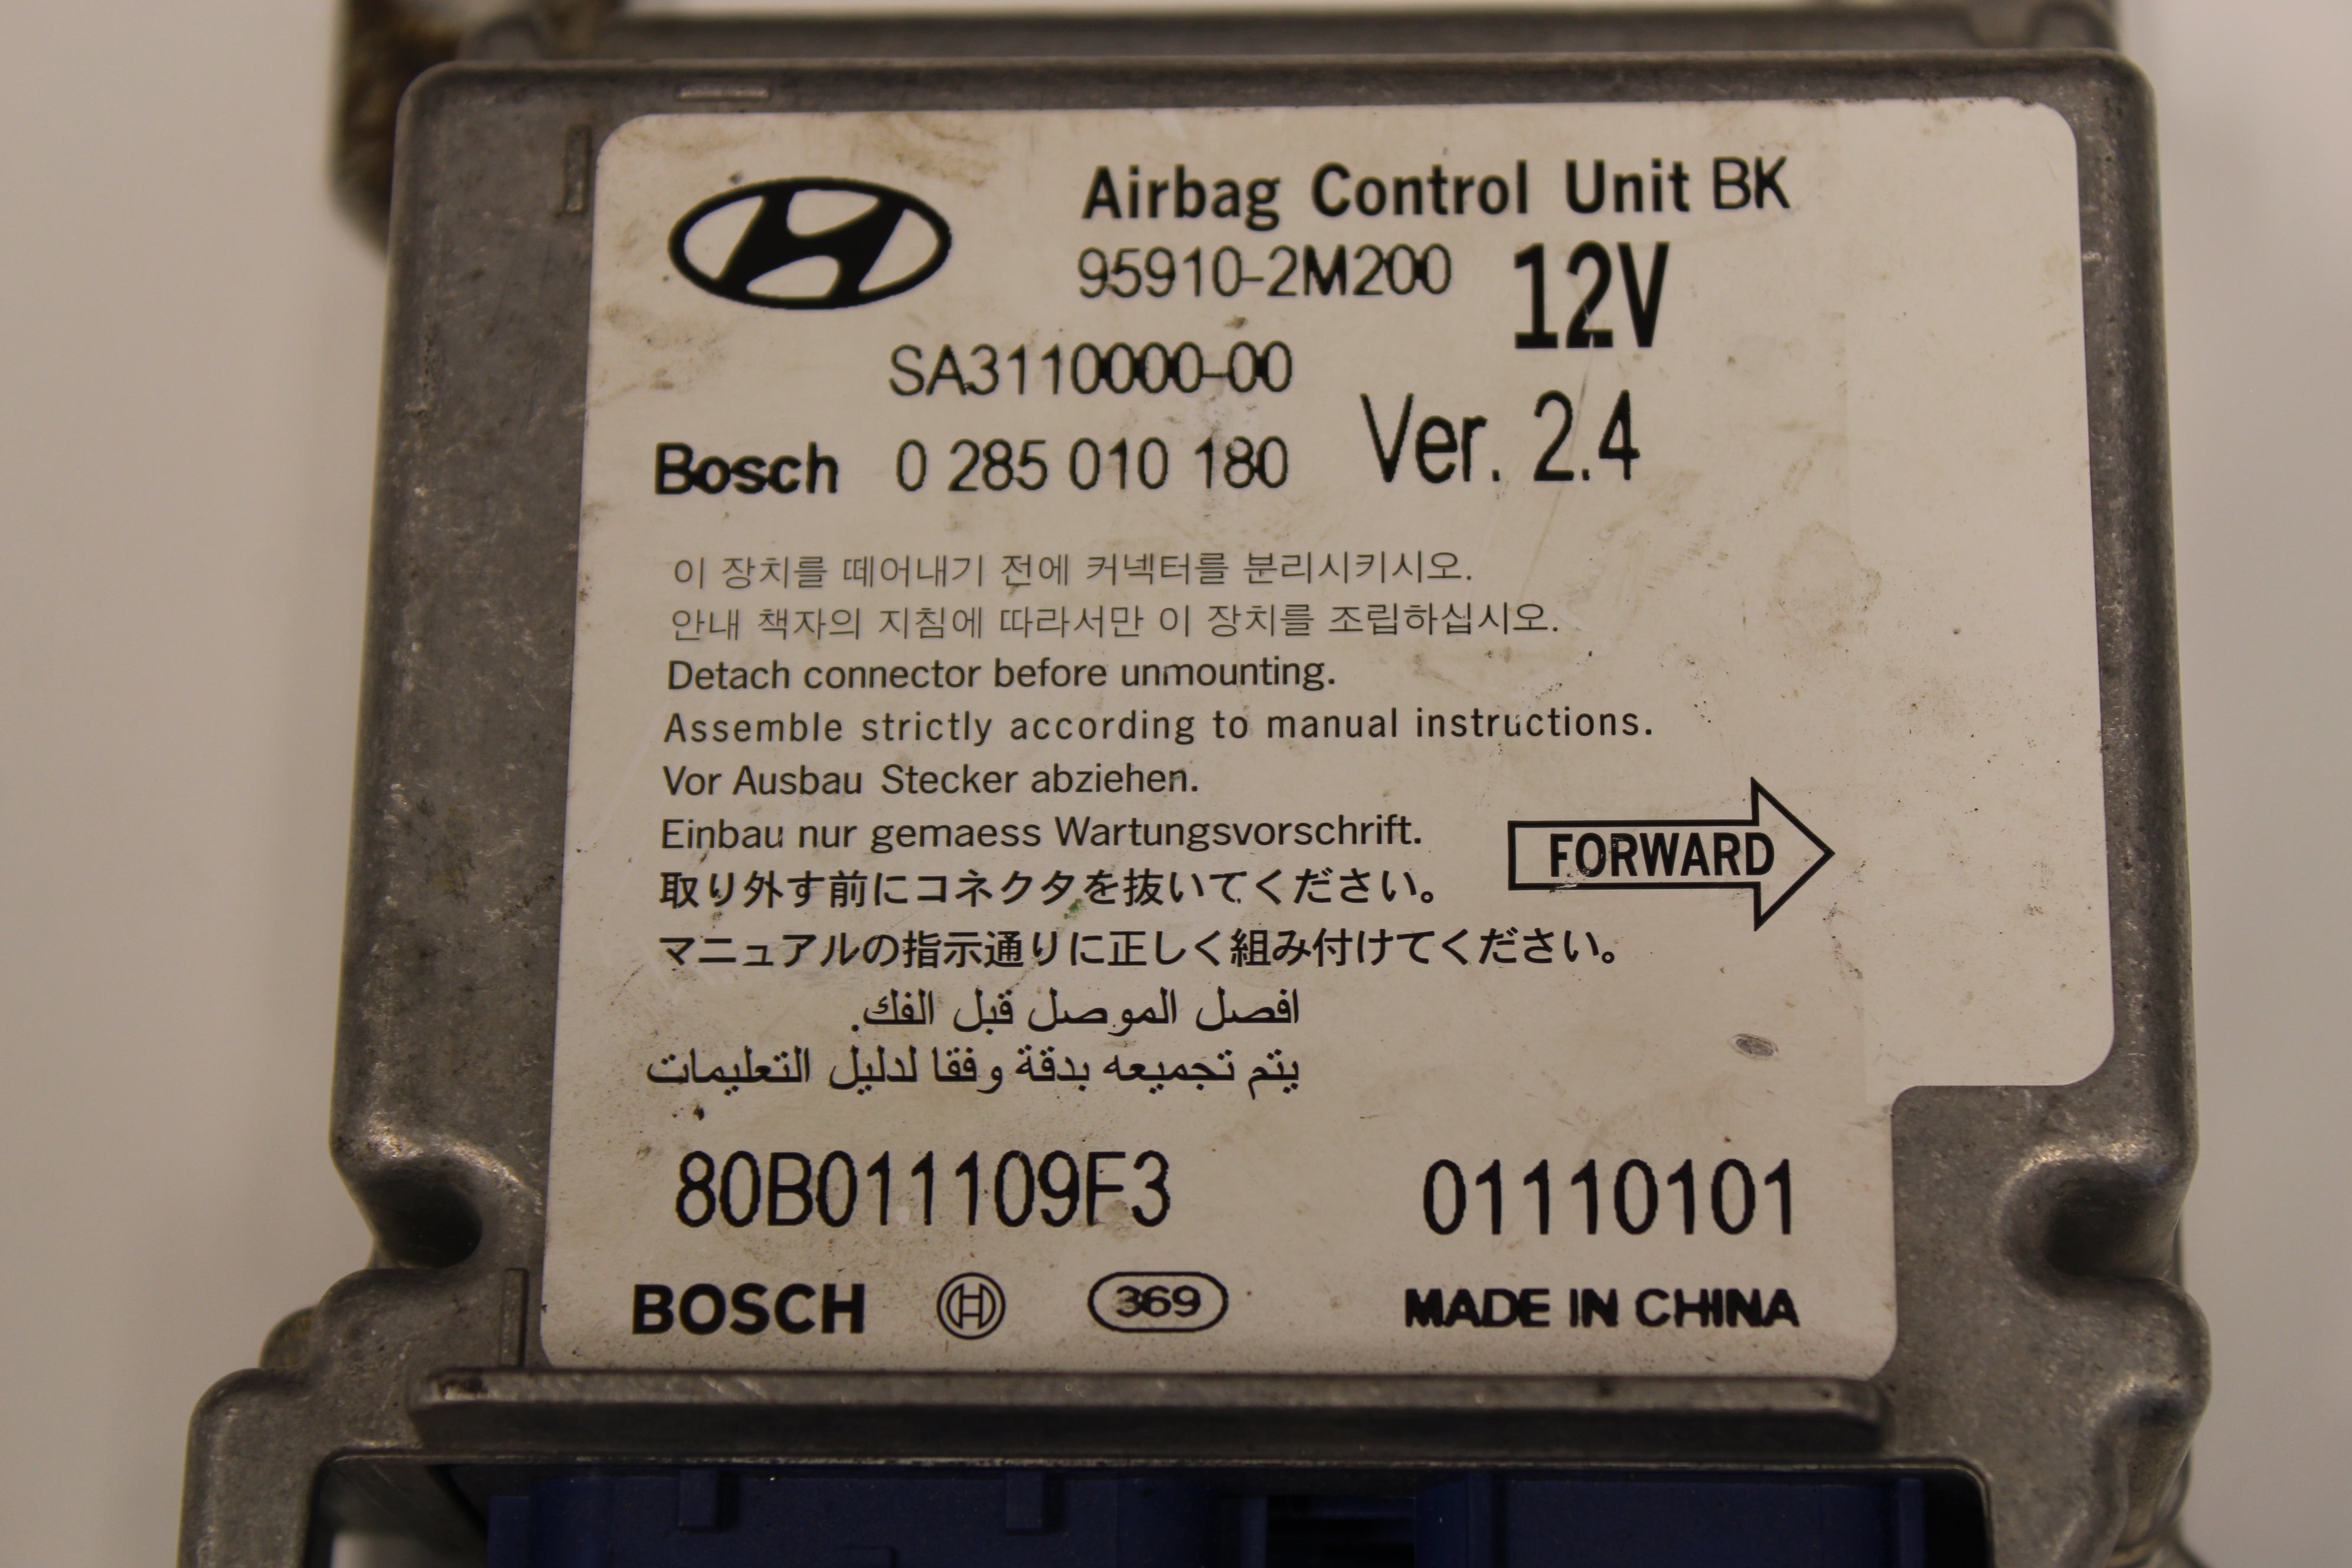 Airbag Control Unit BK
95910-2M200 12V
SA3110000-00
Bosch 0 285 010 180 Ver. 2.4
이 장치를 떼어내기 전에 커넥터를 분리시키시오.
안내 책자의 지침에 따라서만 이 장치를 조립하십시오.
Detach connector before unmounting.
Assemble strictly according to manual instructions.
Vor Ausbau Stecker abziehen.
Einbau nur gemaess Wartungsvorschrift.
FORWARD
取り外す前にコネクタを抜いてください。
マニュアルの指示通りに正しく組み付けてください。
افصل الموصل قبل الفك.
يتم تجميعه بدقة وفقا لدليل التعليمات
80B011109F3 01110101
BOSCH 369 MADE IN CHINA